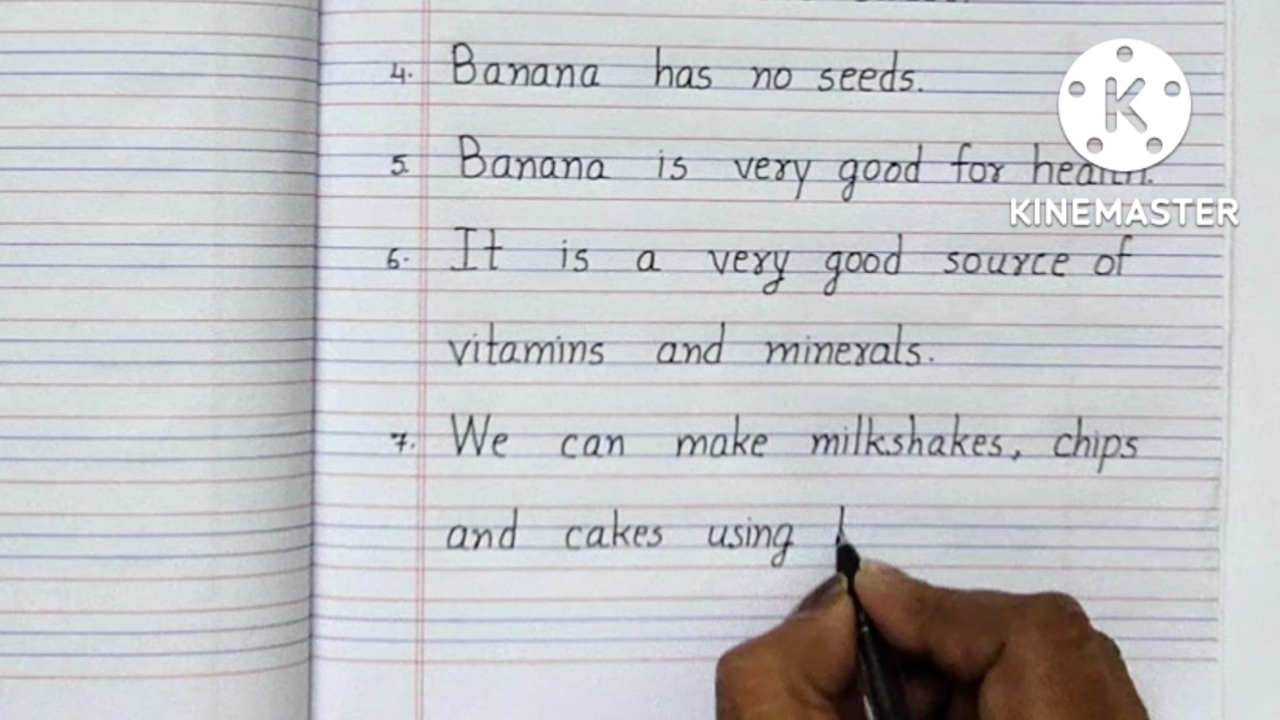 4. Banana has no seeds.
5. Banana is very good for health.
6. It is a very good source of
vitamins and minerals.
7. We can make milkshakes, chips
and cakes using
KINEMASTER